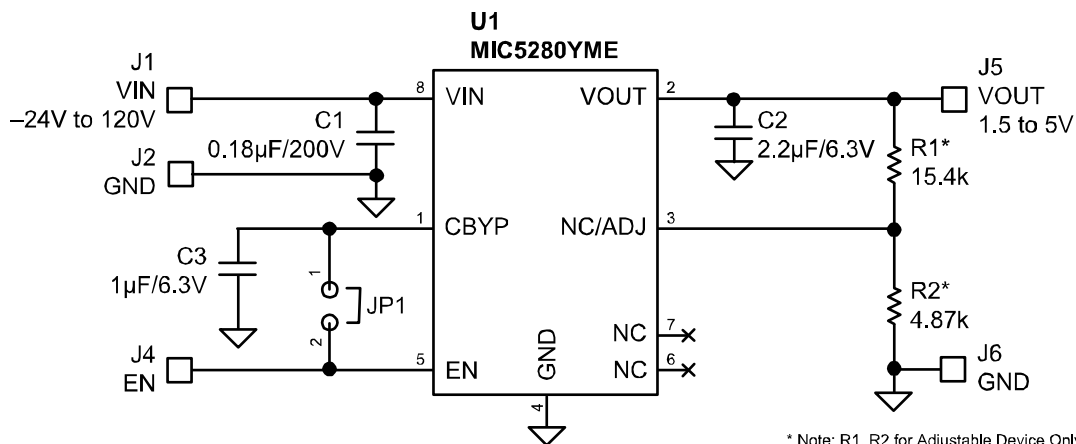 U1
MIC5280YME
J1
VIN
–24V to 120V
J2
GND
C1
0.18µF/200V
8
VIN
VOUT
2
J5
VOUT
1.5 to 5V
C2
2.2µF/6.3V
R1*
15.4k
1
CBYP
NC/ADJ
3
C3
1µF/6.3V
1
JP1
2
R2*
4.87k
J4
EN
5
EN
GND
4
NC
7
NC
6
J6
GND
* Note: R1, R2 for Adjustable Device Only